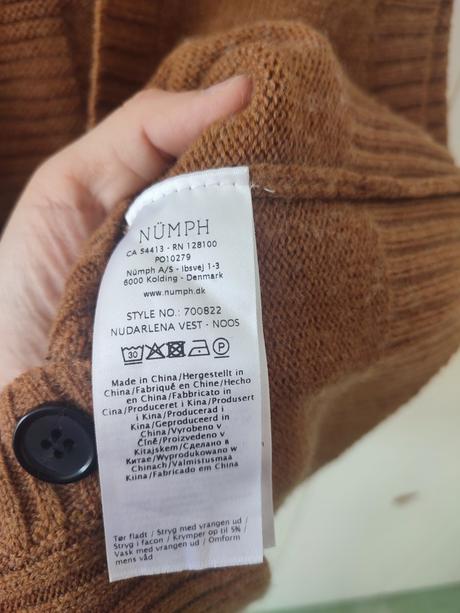 NÜMPH
CA 54413 - RN 128100
PO10279
Nümph A/S - Ibsvej 1-3
6000 Kolding - Denmark
www.numph.dk
STYLE NO.: 700822
NUDARLENA VEST - NOOS
30
P
Made in China/Hergestellt in
China/Fabriqué en Chine/Hecho
en China/Fabbricato in
Cina/Produceret i Kina/Produsert
i Kina/Producerad i
Kina/Geproduceerd in
China/Vyrobeno v
Číně/Proizvedeno v
Kitajskem/Сделано в
Китае/Wyprodukowano w
Chinach/Valmistusmaa
Kiina/Fabricado em China
Tør fladt / Stryg med vrangen ud /
Stryg i facon / Krymper op til 5% /
Vask med vrangen ud / Omform
mens våd